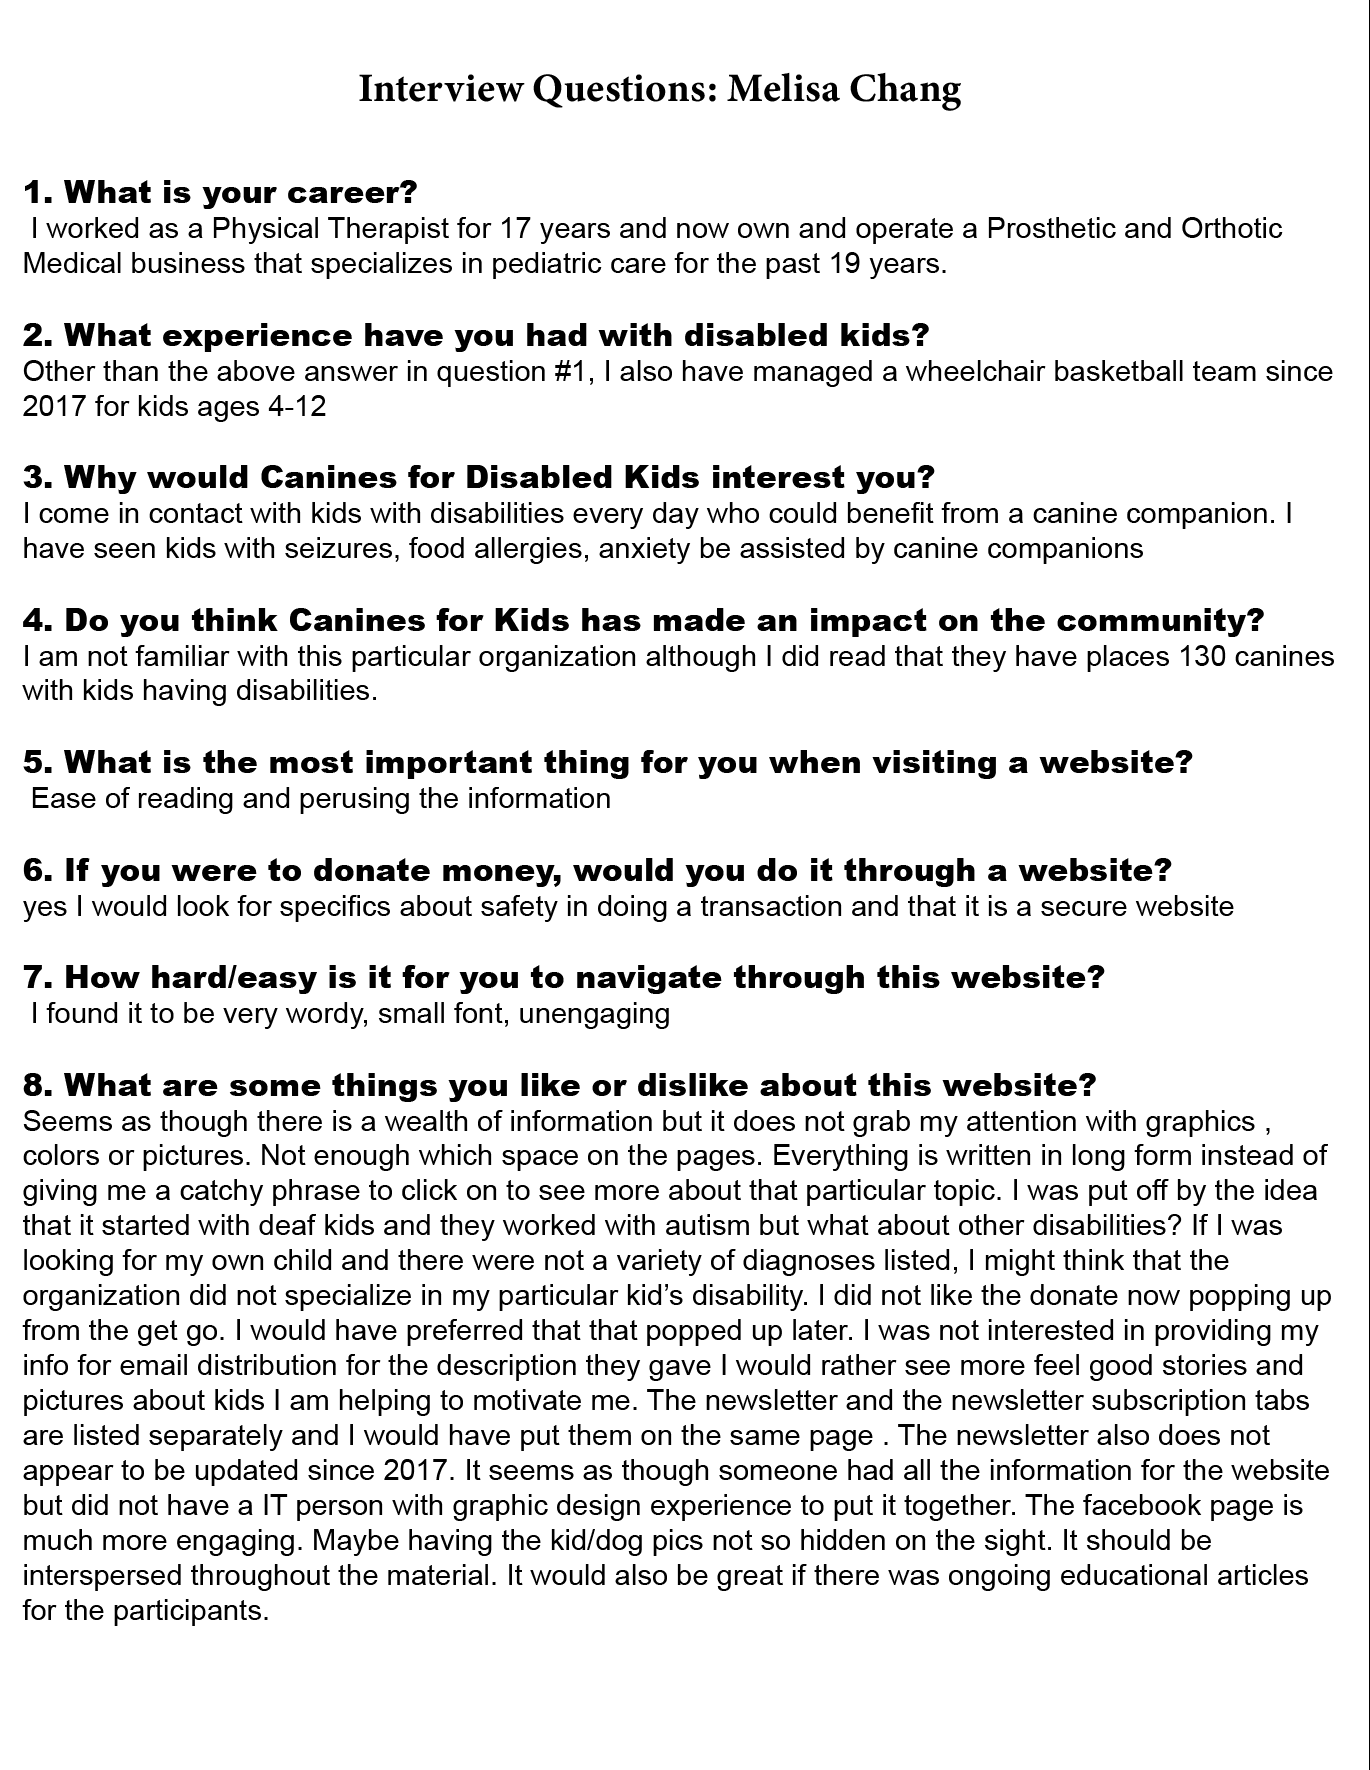 Interview Questions: Melisa Chang
1. What is your career?
I worked as a Physical Therapist for 17 years and now own and operate a Prosthetic and Orthotic
Medical business that specializes in pediatric care for the past 19 years.
2. What experience have you had with disabled kids?
Other than the above answer in question #1, I also have managed a wheelchair basketball team since
2017 for kids ages 4-12
3. Why would Canines for Disabled Kids interest you?
I come in contact with kids with disabilities every day who could benefit from a canine companion. I
have seen kids with seizures, food allergies, anxiety be assisted by canine companions
4. Do you think Canines for Kids has made an impact on the community?
I am not familiar with this particular organization although I did read that they have places 130 canines
with kids having disabilities.
5. What is the most important thing for you when visiting a website?
Ease of reading and perusing the information
6. If you were to donate money, would you do it through a website?
yes I would look for specifics about safety in doing a transaction and that it is a secure website
7. How hard/easy is it for you to navigate through this website?
I found it to be very wordy, small font, unengaging
8. What are some things you like or dislike about this website?
Seems as though there is a wealth of information but it does not grab my attention with graphics ,
colors or pictures. Not enough which space on the pages. Everything is written in long form instead of
giving me a catchy phrase to click on to see more about that particular topic. I was put off by the idea
that it started with deaf kids and they worked with autism but what about other disabilities? If I was
looking for my own child and there were not a variety of diagnoses listed, I might think that the
organization did not specialize in my particular kid’s disability. I did not like the donate now popping up
from the get go. I would have preferred that that popped up later. I was not interested in providing my
info for email distribution for the description they gave I would rather see more feel good stories and
pictures about kids I am helping to motivate me. The newsletter and the newsletter subscription tabs
are listed separately and I would have put them on the same page . The newsletter also does not
appear to be updated since 2017. It seems as though someone had all the information for the website
but did not have a IT person with graphic design experience to put it together. The facebook page is
much more engaging. Maybe having the kid/dog pics not so hidden on the sight. It should be
interspersed throughout the material. It would also be great if there was ongoing educational articles
for the participants.